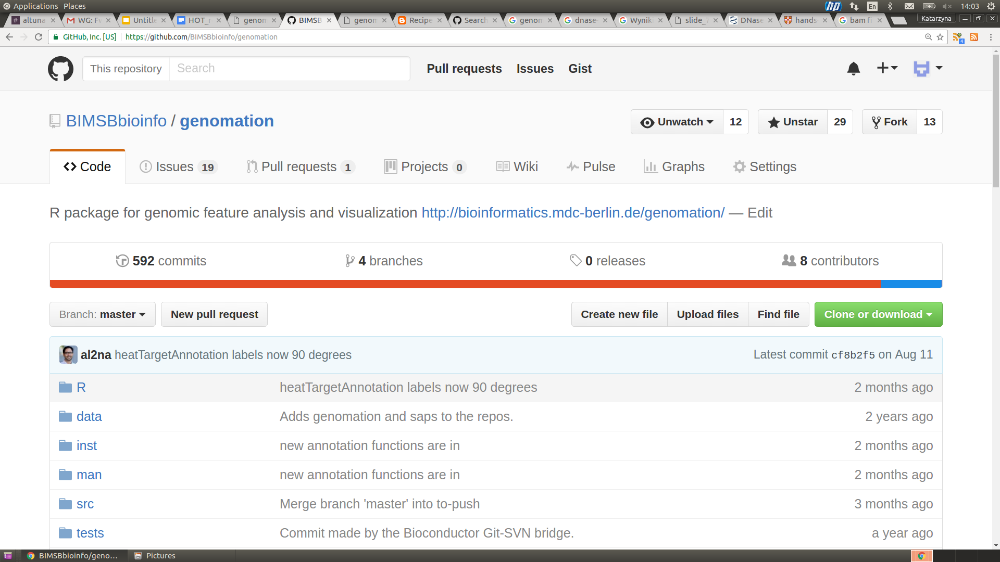 Applications Places En 14:03
# altuna WG: Fw Untitle HOT_r genom BIMSB genom Recipe Search genom dnase Wyniki slide_ DNase hands bam fi Katarzyna
GitHub, Inc. [US] https://github.com/BIMSBbioinfo/genomation 4
This repository Search Pull requests Issues Gist
BIMSBbioinfo / genomation Unwatch 12 Unstar 29 Fork 13
Code Issues 19 Pull requests 1 Projects 0 Wiki Pulse Graphs Settings
R package for genomic feature analysis and visualization http://bioinformatics.mdc-berlin.de/genomation/ — Edit
592 commits 4 branches 0 releases 8 contributors
Branch: master New pull request Create new file Upload files Find file Clone or download
al2na heatTargetAnnotation labels now 90 degrees Latest commit cf8b2f5 on Aug 11
R heatTargetAnnotation labels now 90 degrees 2 months ago
data Adds genomation and saps to the repos. 2 years ago
inst new annotation functions are in 2 months ago
man new annotation functions are in 2 months ago
src Merge branch 'master' into to-push 3 months ago
tests Commit made by the Bioconductor Git-SVN bridge. a year ago
BIMSBbioinfo/geno... Pictures